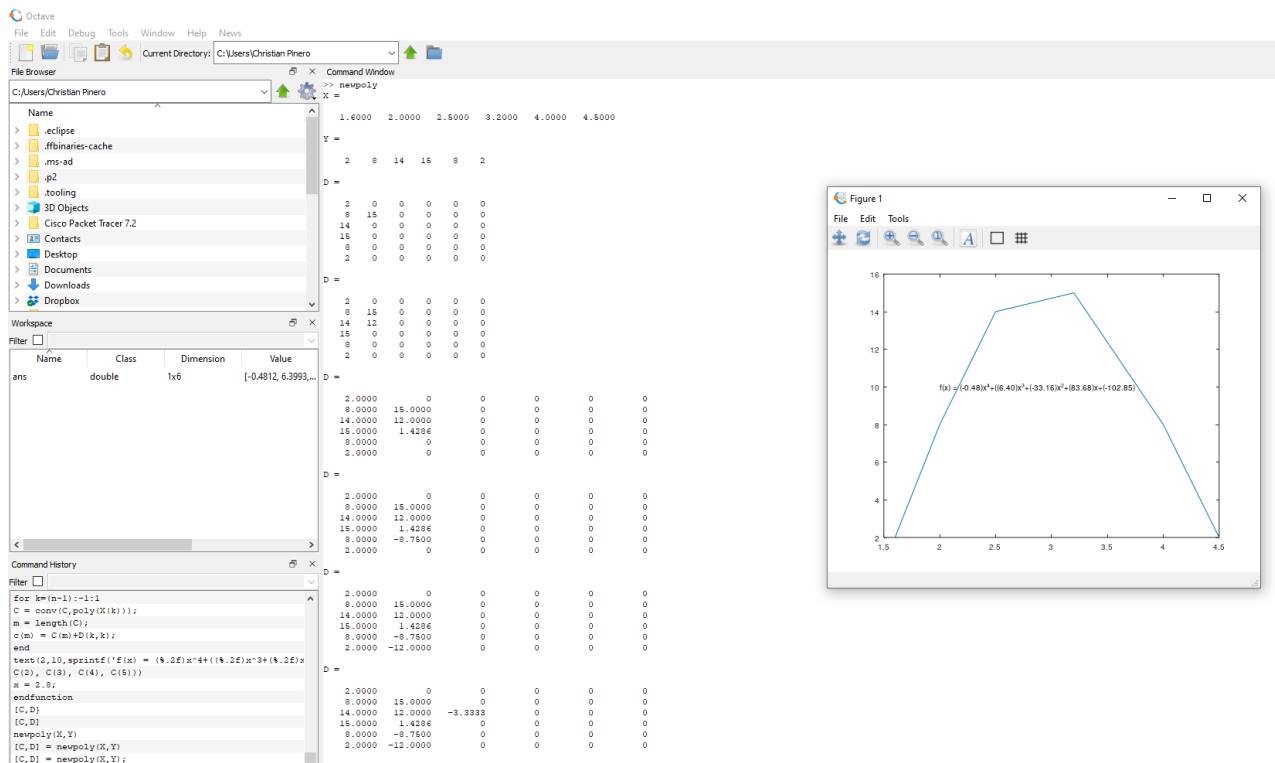 Octave
File Edit Debug Tools Window Help News
Current Directory: C:\Users\Christian Pinero
File Browser
C:/Users/Christian Pinero
Name
.eclipse
.ffbinaries-cache
.ms-ad
.p2
.tooling
3D Objects
Cisco Packet Tracer 7.2
Contacts
Desktop
Documents
Downloads
Dropbox
Workspace
Filter
Name Class Dimension Value
ans double 1x6 [-0.4812, 6.3993,...
Command History
Filter
for k=(n-1):-1:1
C = conv(C,poly(X(k)));
m = length(C);
c(m) = C(m)+D(k,k);
end
text(2,10,sprintf('f(x) = (%.2f)x^4+((%.2f)x^3+(%.2f)x
C(2), C(3), C(4), C(5)))
x = 2.8;
endfunction
[C,D}
[C,D]
newpoly(X,Y)
[C,D] = newpoly(X,Y)
[C,D] = newpoly(X,Y);
Command Window
>> newpoly
X =
1.6000 2.0000 2.5000 3.2000 4.0000 4.5000
Y =
2 8 14 15 8 2
D =
2 0 0 0 0 0
8 15 0 0 0 0
14 0 0 0 0 0
15 0 0 0 0 0
8 0 0 0 0 0
2 0 0 0 0 0
D =
2 0 0 0 0 0
8 15 0 0 0 0
14 12 0 0 0 0
15 0 0 0 0 0
8 0 0 0 0 0
2 0 0 0 0 0
D =
2.0000 0 0 0 0 0
8.0000 15.0000 0 0 0 0
14.0000 12.0000 0 0 0 0
15.0000 1.4286 0 0 0 0
8.0000 0 0 0 0 0
2.0000 0 0 0 0 0
D =
2.0000 0 0 0 0 0
8.0000 15.0000 0 0 0 0
14.0000 12.0000 0 0 0 0
15.0000 1.4286 0 0 0 0
8.0000 -8.7500 0 0 0 0
2.0000 0 0 0 0 0
D =
2.0000 0 0 0 0 0
8.0000 15.0000 0 0 0 0
14.0000 12.0000 0 0 0 0
15.0000 1.4286 0 0 0 0
8.0000 -8.7500 0 0 0 0
2.0000 -12.0000 0 0 0 0
D =
2.0000 0 0 0 0 0
8.0000 15.0000 0 0 0 0
14.0000 12.0000 -3.3333 0 0 0
15.0000 1.4286 0 0 0 0
8.0000 -8.7500 0 0 0 0
2.0000 -12.0000 0 0 0 0
Figure 1
File Edit Tools
A
16
14
12
10
8
6
4
2
f(x) = (-0.48)x⁴+((6.40)x³+(-33.16)x²+(83.68)x+(-102.85)
1.5 2 2.5 3 3.5 4 4.5